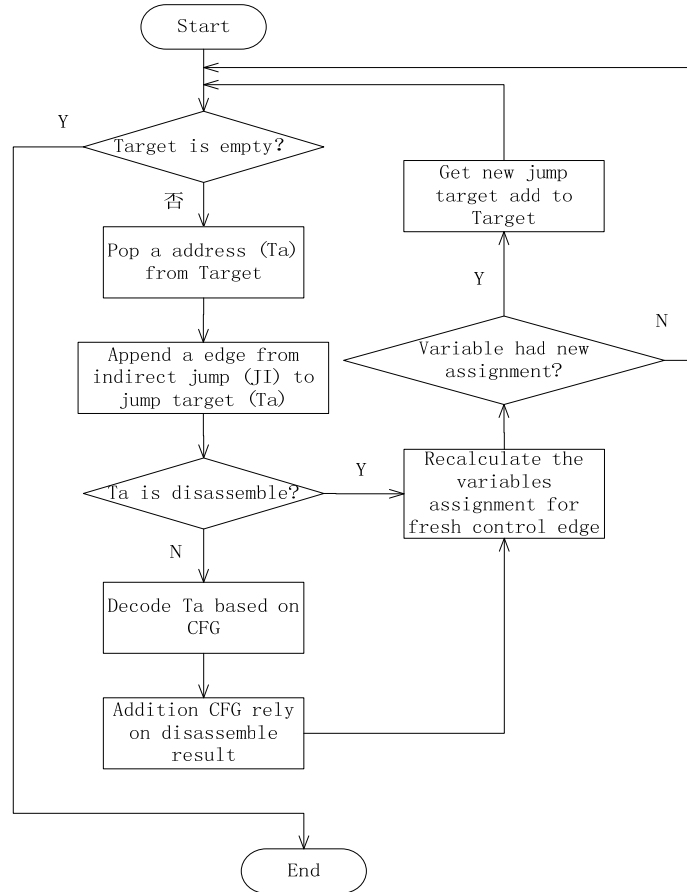 Start
Y
Target is empty?
否
Pop a address (Ta)
from Target
Append a edge from
indirect jump (JI) to
jump target (Ta)
Ta is disassemble?
Y
N
Decode Ta based on
CFG
Addition CFG rely
on disassemble
result
Get new jump
target add to
Target
Y
N
Variable had new
assignment?
Recalculate the
variables
assignment for
fresh control edge
End